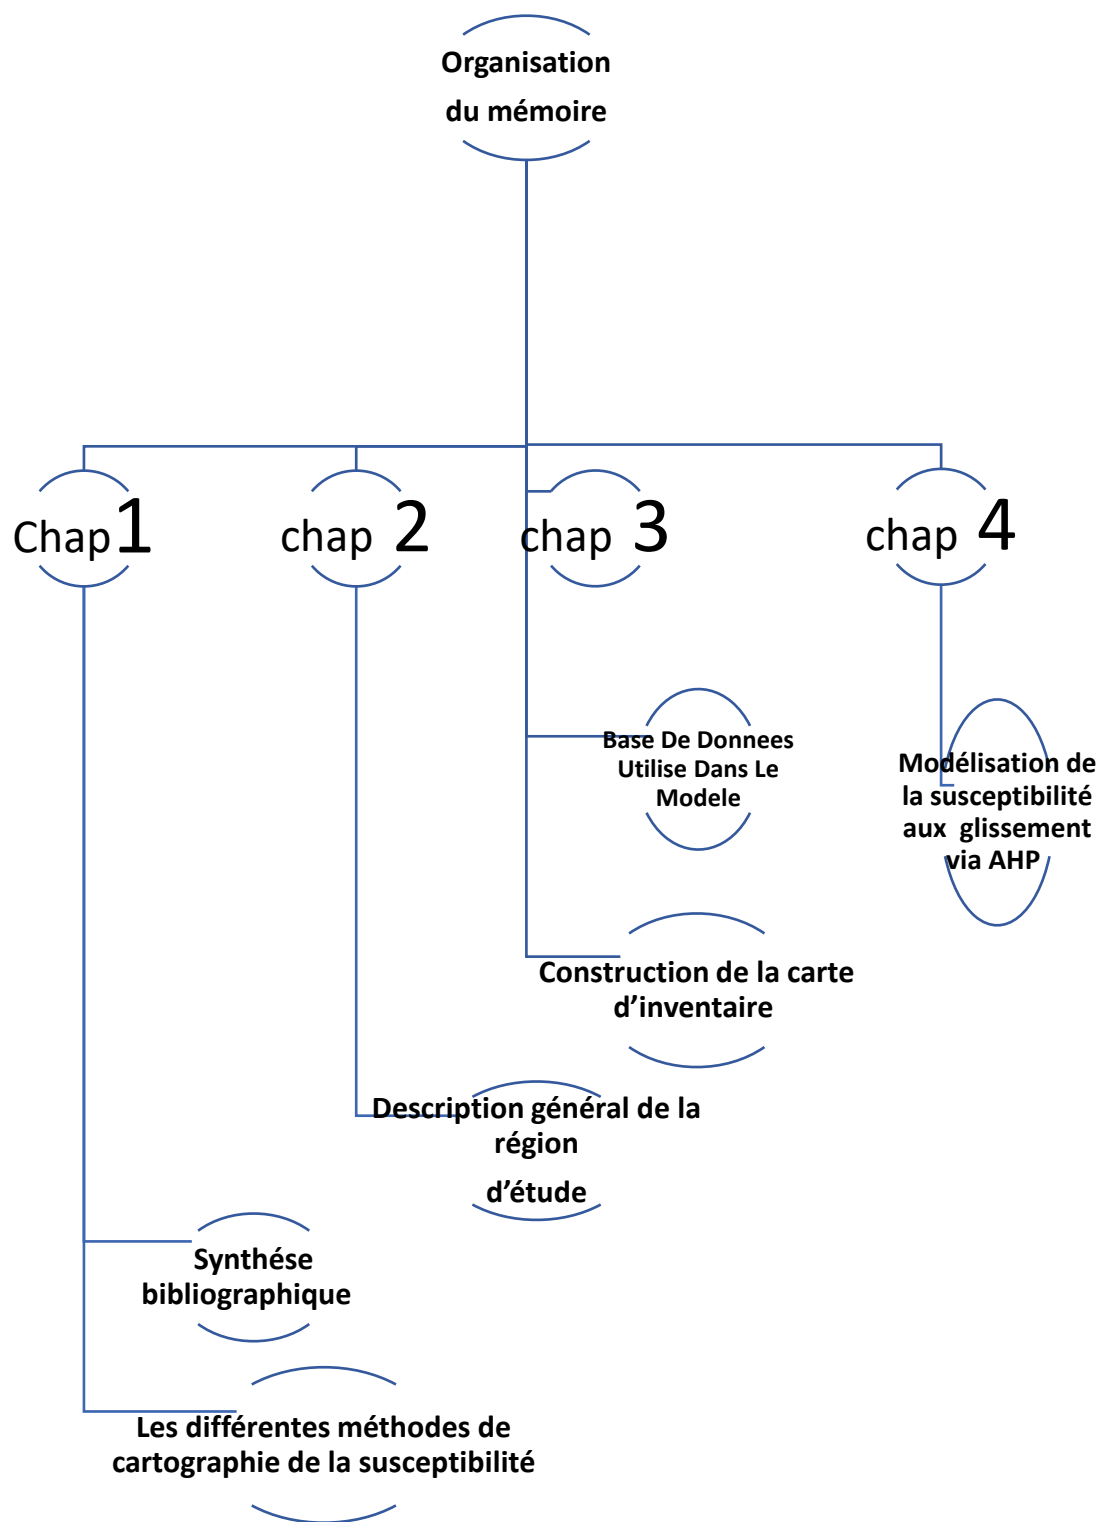 Organisation
du mémoire
Chap 1
chap 2
chap 3
chap 4
Base De Donnees
Utilise Dans Le
Modele
Modélisation de
la susceptibilité
aux glissement
via AHP
Construction de la carte
d’inventaire
Description général de la
région
d’étude
Synthése
bibliographique
Les différentes méthodes de
cartographie de la susceptibilité